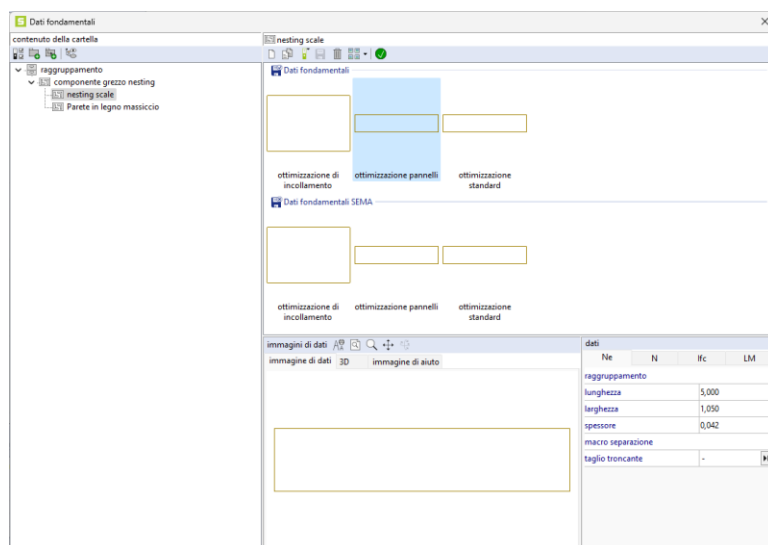 Dati fondamentali
contenuto della cartella
raggruppamento
componente grezzo nesting
nesting scale
Parete in legno massiccio
nesting scale
Dati fondamentali
ottimizzazione di
incollamento
ottimizzazione pannelli
ottimizzazione
standard
Dati fondamentali SEMA
ottimizzazione di
incollamento
ottimizzazione pannelli
ottimizzazione
standard
immagini di dati
immagine di dati 3D immagine di aiuto
dati
Ne N Ifc LM
raggruppamento
lunghezza 5,000
larghezza 1,050
spessore 0,042
macro separazione
taglio troncante -